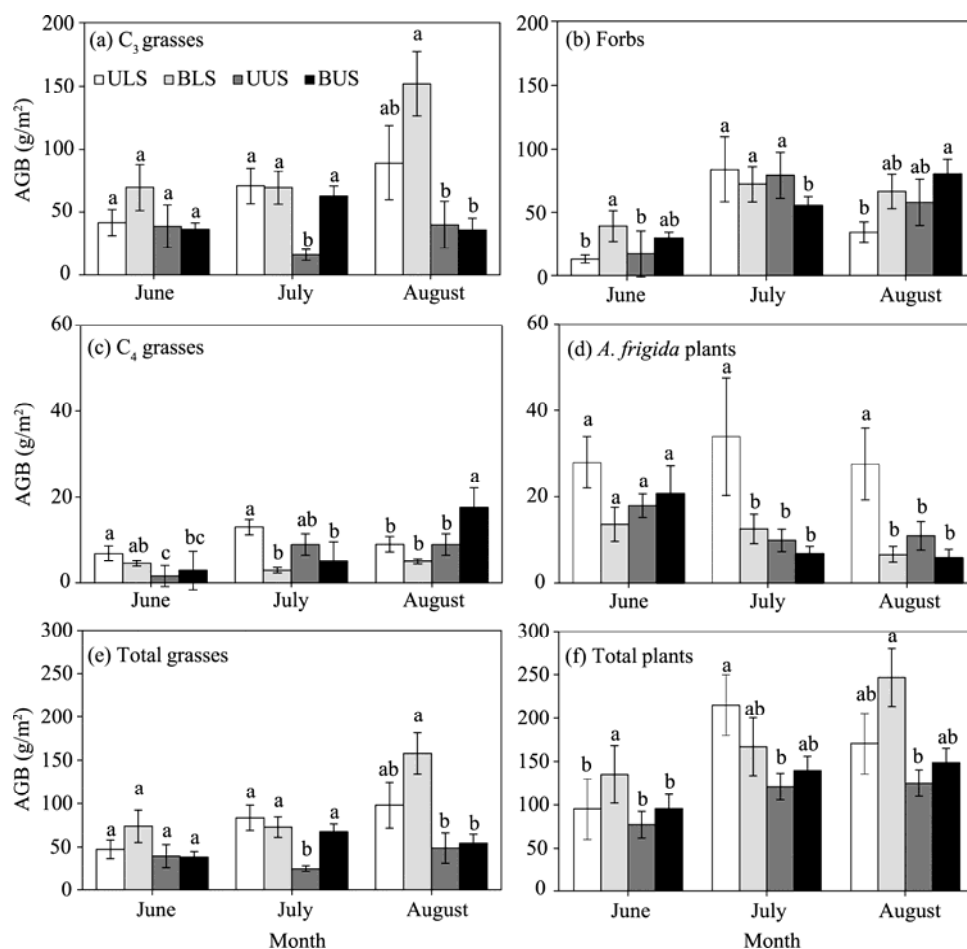 (a) C₃ grasses
ULS BLS UUS BUS
AGB (g/m²)
200
150
100
50
0
a a a a
a a b a
ab a b b
June July August
(b) Forbs
200
150
100
50
0
b a b ab
a a a b
b ab ab a
June July August
(c) C₄ grasses
AGB (g/m²)
60
40
20
0
a ab c bc
a b ab b
b b b a
June July August
(d) A. frigida plants
60
40
20
0
a a a a
a b b b
a b b b
June July August
(e) Total grasses
AGB (g/m²)
300
250
200
150
100
50
0
a a a a
a a b a
ab a b b
June July August
Month
(f) Total plants
300
250
200
150
100
50
0
b a b b
a ab b ab
ab a b ab
June July August
Month